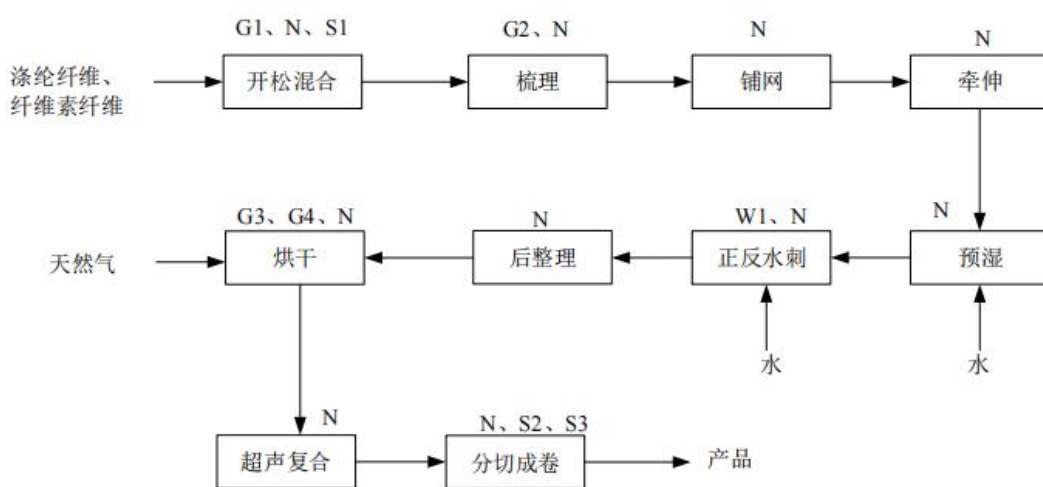 G1、N、S1
G2、N
N
N
涤纶纤维、
纤维素纤维
开松混合
梳理
铺网
牵伸
G3、G4、N
N
W1、N
N
天然气
烘干
后整理
正反水刺
预湿
水
水
N
N、S2、S3
超声复合
分切成卷
产品